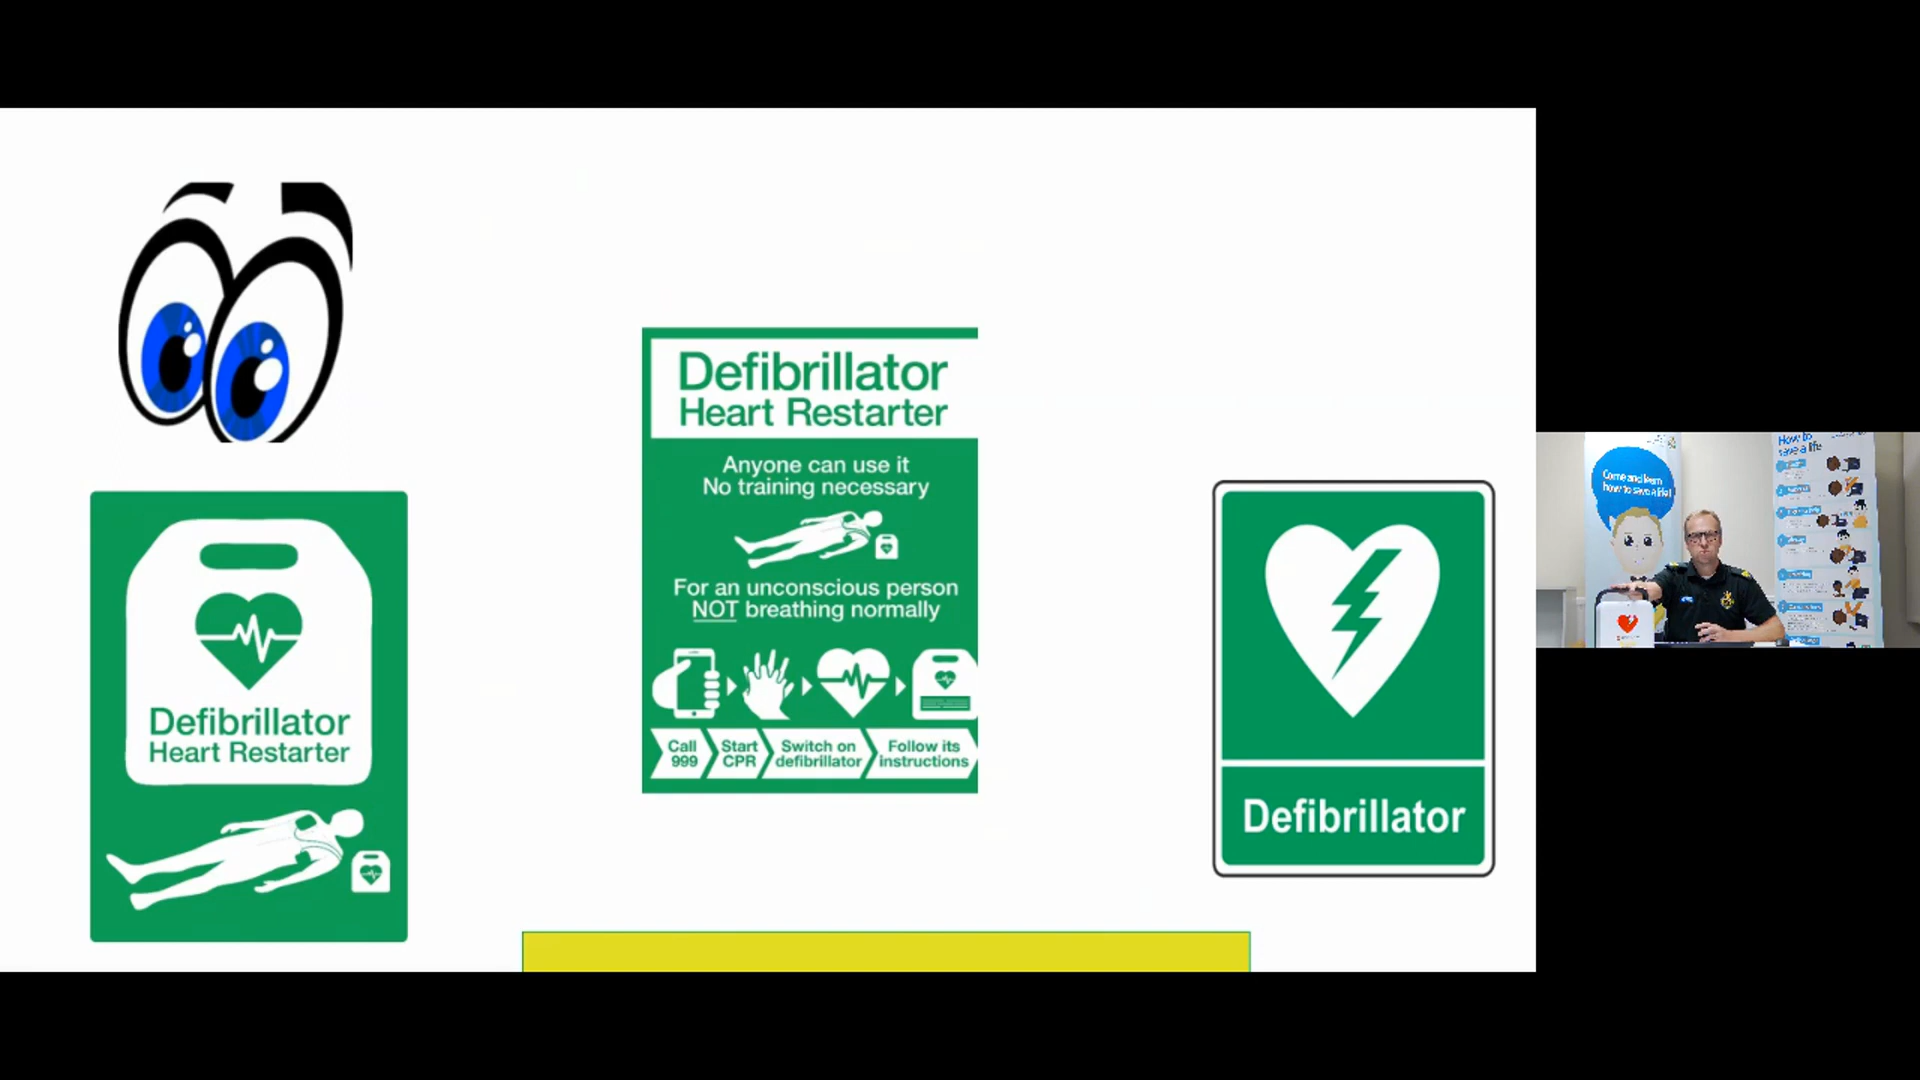 Defibrillator
Heart Restarter
Defibrillator
Heart Restarter
Anyone can use it
No training necessary
For an unconscious person
NOT breathing normally
Call
999
Start
CPR
Switch on
defibrillator
Follow its
instructions
Defibrillator
Come and learn
how to save a life!
How to
save a life